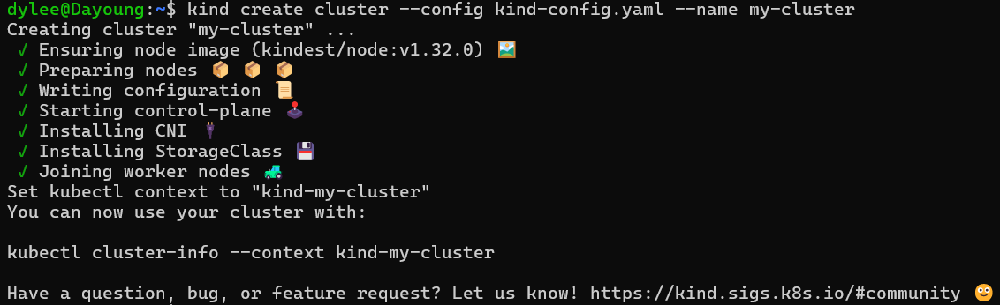 dylee@Dayoung:~$ kind create cluster --config kind-config.yaml --name my-cluster
Creating cluster "my-cluster" ...
✓ Ensuring node image (kindest/node:v1.32.0) 🖼
✓ Preparing nodes 📦 📦 📦
✓ Writing configuration 📜
✓ Starting control-plane 🕹️
✓ Installing CNI 🔌
✓ Installing StorageClass 💾
✓ Joining worker nodes 🚜
Set kubectl context to "kind-my-cluster"
You can now use your cluster with:

kubectl cluster-info --context kind-my-cluster

Have a question, bug, or feature request? Let us know! https://kind.sigs.k8s.io/#community 🙂